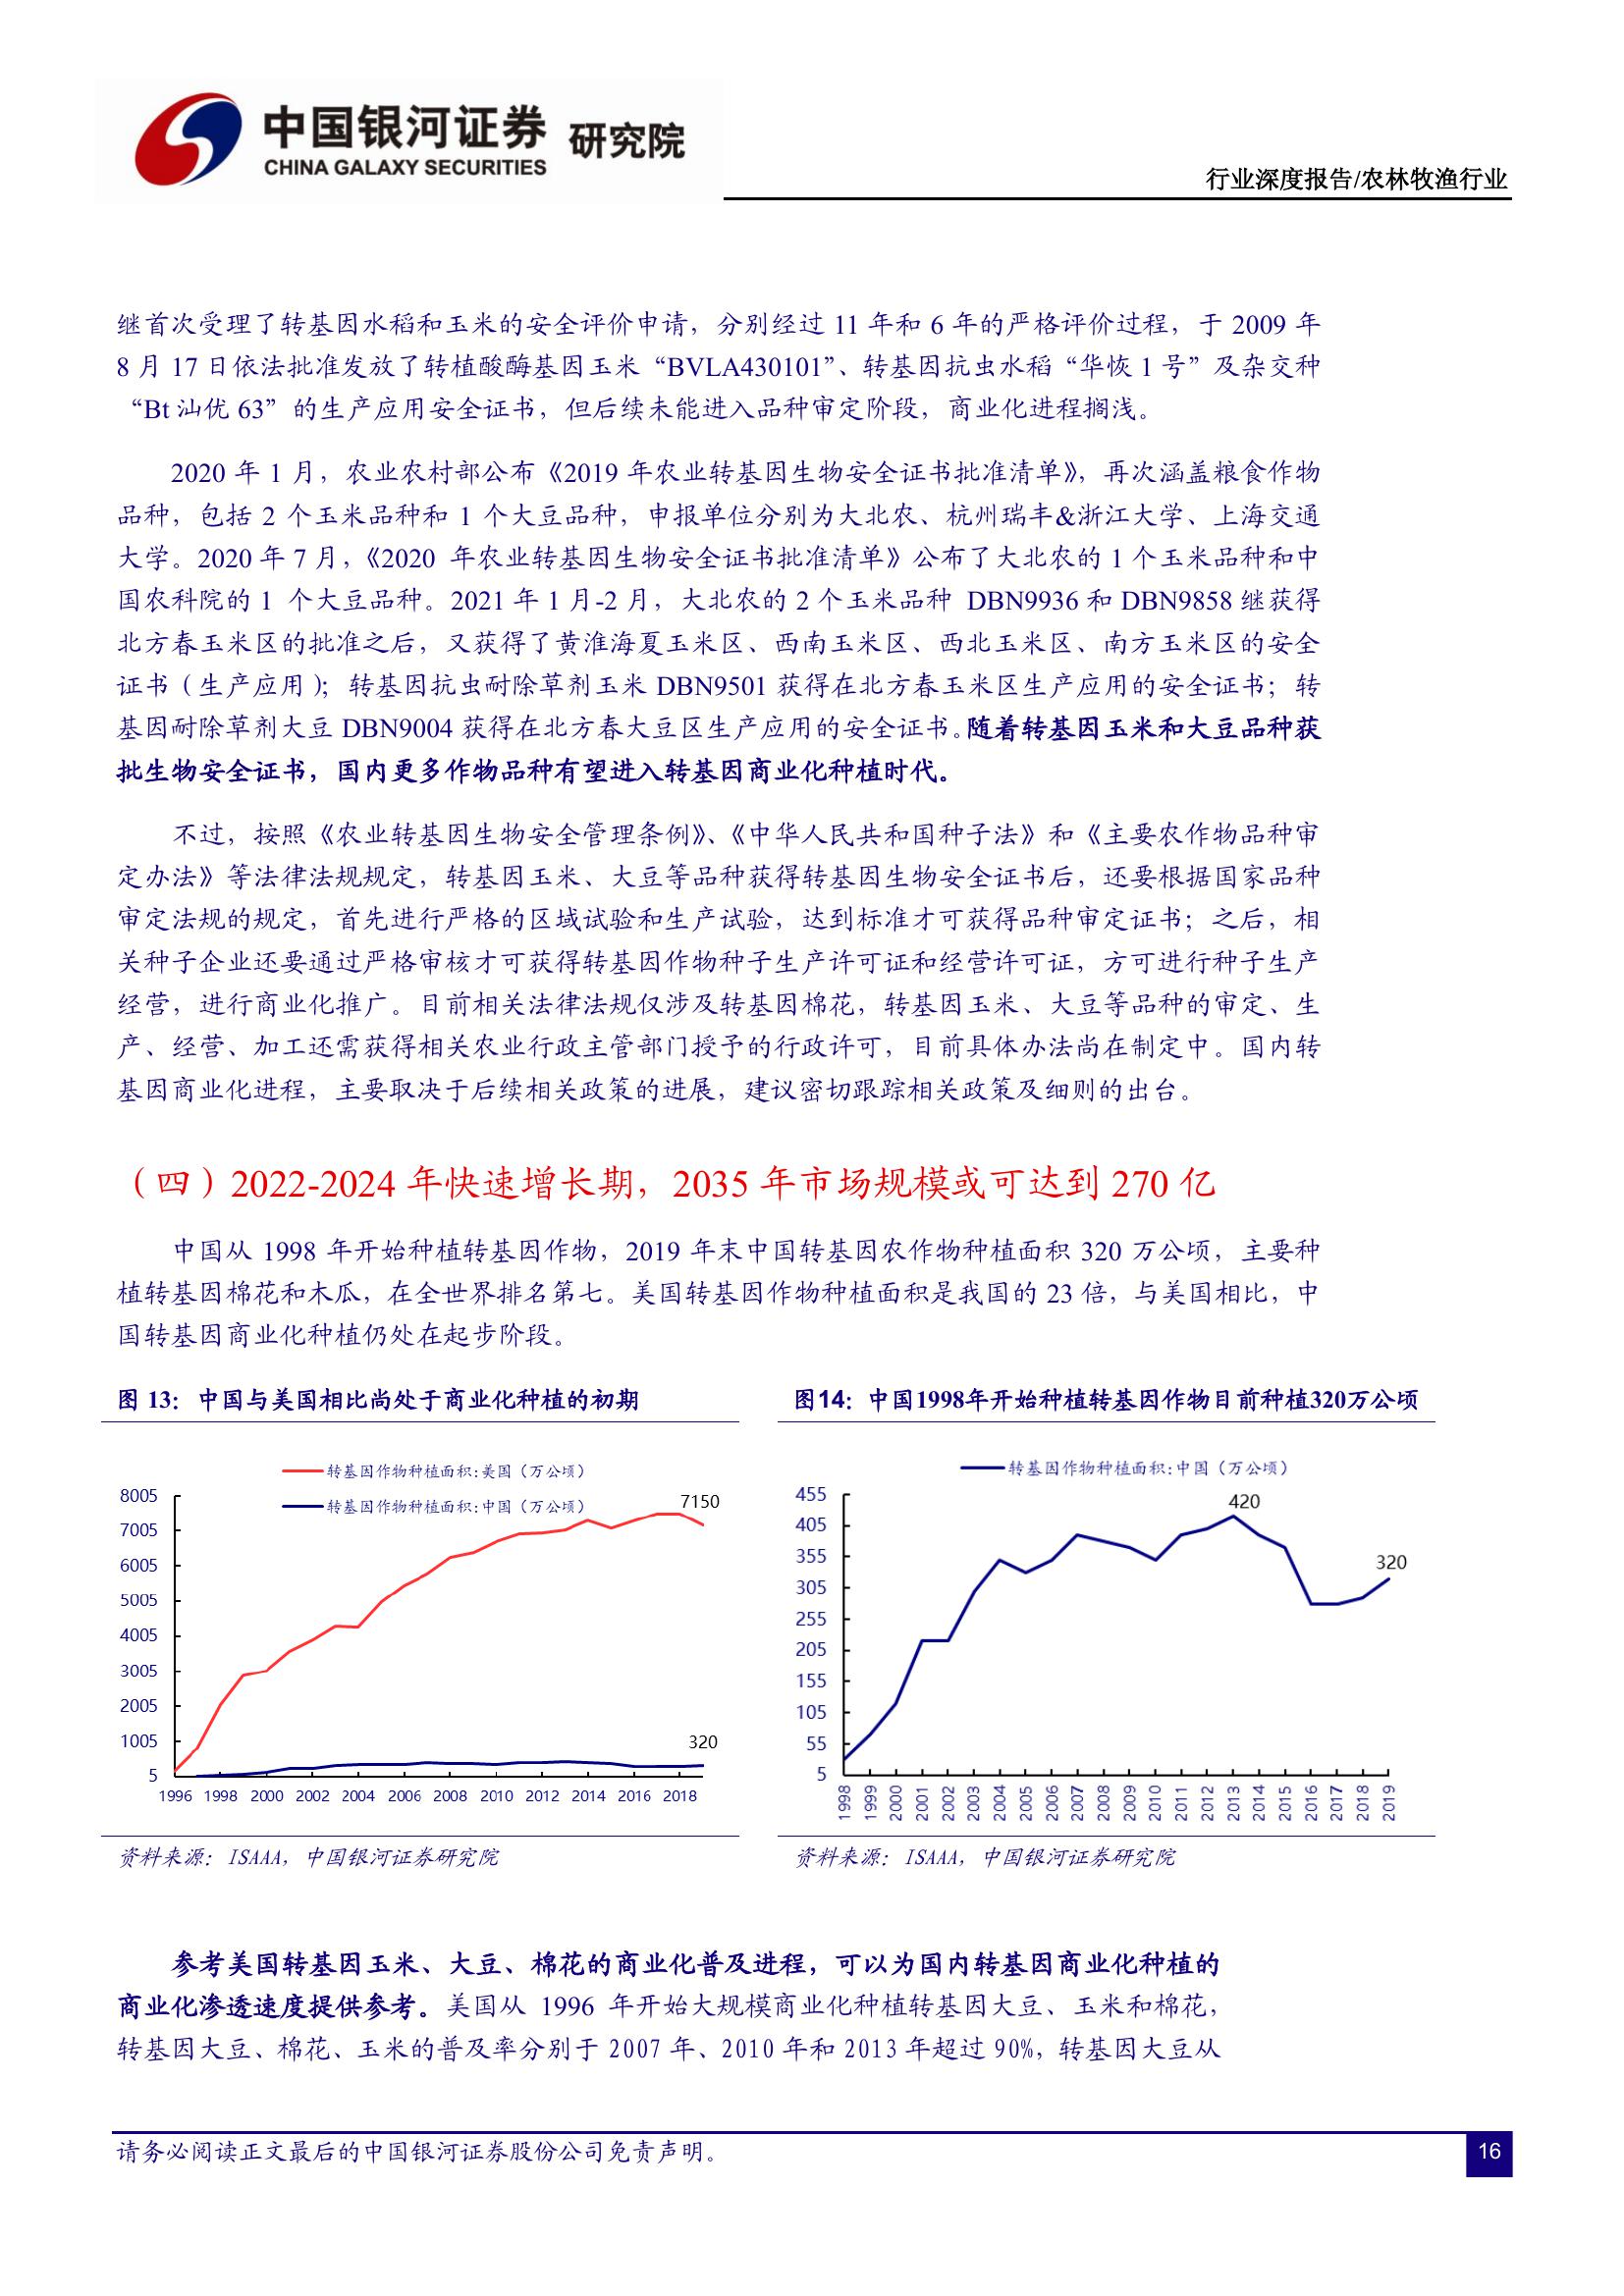 中国银河证券 研究院
CHINA GALAXY SECURITIES
行业深度报告/农林牧渔行业
继首次受理了转基因水稻和玉米的安全评价申请，分别经过 11 年和 6 年的严格评价过程，于 2009 年
8 月 17 日依法批准发放了转植酸酶基因玉米“BVLA430101”、转基因抗虫水稻“华恢 1 号”及杂交种
“Bt 汕优 63”的生产应用安全证书，但后续未能进入品种审定阶段，商业化进程搁浅。
2020 年 1 月，农业农村部公布《2019 年农业转基因生物安全证书批准清单》，再次涵盖粮食作物
品种，包括 2 个玉米品种和 1 个大豆品种，申报单位分别为大北农、杭州瑞丰&浙江大学、上海交通
大学。2020 年 7 月，《2020 年农业转基因生物安全证书批准清单》公布了大北农的 1 个玉米品种和中
国农科院的 1 个大豆品种。2021 年 1 月-2 月，大北农的 2 个玉米品种 DBN9936 和 DBN9858 继获得
北方春玉米区的批准之后，又获得了黄淮海夏玉米区、西南玉米区、西北玉米区、南方玉米区的安全
证书（生产应用）；转基因抗虫耐除草剂玉米 DBN9501 获得在北方春玉米区生产应用的安全证书；转
基因耐除草剂大豆 DBN9004 获得在北方春大豆区生产应用的安全证书。随着转基因玉米和大豆品种获
批生物安全证书，国内更多作物品种有望进入转基因商业化种植时代。
不过，按照《农业转基因生物安全管理条例》、《中华人民共和国种子法》和《主要农作物品种审
定办法》等法律法规规定，转基因玉米、大豆等品种获得转基因生物安全证书后，还要根据国家品种
审定法规的规定，首先进行严格的区域试验和生产试验，达到标准才可获得品种审定证书；之后，相
关种子企业还要通过严格审核才可获得转基因作物种子生产许可证和经营许可证，方可进行种子生产
经营，进行商业化推广。目前相关法律法规仅涉及转基因棉花，转基因玉米、大豆等品种的审定、生
产、经营、加工还需获得相关农业行政主管部门授予的行政许可，目前具体办法尚在制定中。国内转
基因商业化进程，主要取决于后续相关政策的进展，建议密切跟踪相关政策及细则的出台。
（四）2022-2024 年快速增长期，2035 年市场规模或可达到 270 亿
中国从 1998 年开始种植转基因作物，2019 年末中国转基因农作物种植面积 320 万公顷，主要种
植转基因棉花和木瓜，在全世界排名第七。美国转基因作物种植面积是我国的 23 倍，与美国相比，中
国转基因商业化种植仍处在起步阶段。
图 13：中国与美国相比尚处于商业化种植的初期
转基因作物种植面积:美国（万公顷）
转基因作物种植面积:中国（万公顷）
8005
7005
6005
5005
4005
3005
2005
1005
5
7150
320
1996 1998 2000 2002 2004 2006 2008 2010 2012 2014 2016 2018
资料来源：ISAAA，中国银河证券研究院
图14：中国1998年开始种植转基因作物目前种植320万公顷
转基因作物种植面积:中国（万公顷）
455
405
355
305
255
205
155
105
55
5
420
320
1998 1999 2000 2001 2002 2003 2004 2005 2006 2007 2008 2009 2010 2011 2012 2013 2014 2015 2016 2017 2018 2019
资料来源：ISAAA，中国银河证券研究院
参考美国转基因玉米、大豆、棉花的商业化普及进程，可以为国内转基因商业化种植的
商业化渗透速度提供参考。美国从 1996 年开始大规模商业化种植转基因大豆、玉米和棉花，
转基因大豆、棉花、玉米的普及率分别于 2007 年、2010 年和 2013 年超过 90%，转基因大豆从
请务必阅读正文最后的中国银河证券股份公司免责声明。
16